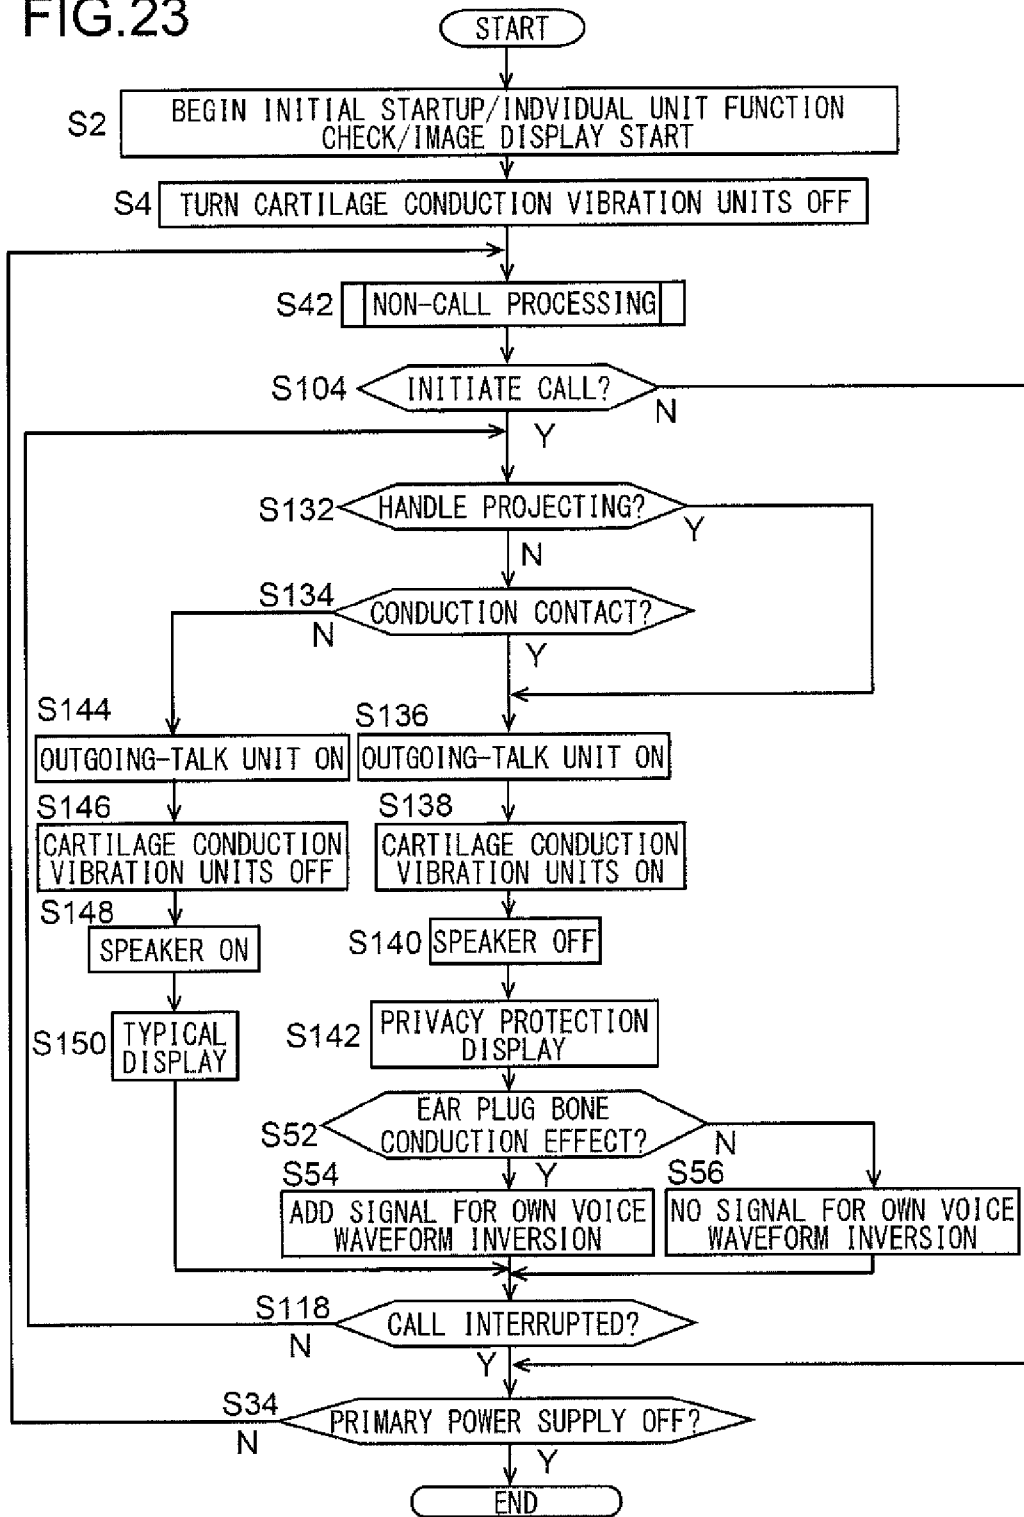 FIG.23
START
S2
BEGIN INITIAL STARTUP/INDVIDUAL UNIT FUNCTION
CHECK/IMAGE DISPLAY START
S4
TURN CARTILAGE CONDUCTION VIBRATION UNITS OFF
S42
NON-CALL PROCESSING
S104
INITIATE CALL?
N
Y
S132
HANDLE PROJECTING?
Y
N
S134
CONDUCTION CONTACT?
N
Y
S144
OUTGOING-TALK UNIT ON
S146
CARTILAGE CONDUCTION
VIBRATION UNITS OFF
S148
SPEAKER ON
S150
TYPICAL
DISPLAY
S136
OUTGOING-TALK UNIT ON
S138
CARTILAGE CONDUCTION
VIBRATION UNITS ON
S140
SPEAKER OFF
S142
PRIVACY PROTECTION
DISPLAY
S52
EAR PLUG BONE
CONDUCTION EFFECT?
N
Y
S54
ADD SIGNAL FOR OWN VOICE
WAVEFORM INVERSION
S56
NO SIGNAL FOR OWN VOICE
WAVEFORM INVERSION
S118
CALL INTERRUPTED?
N
Y
S34
PRIMARY POWER SUPPLY OFF?
N
Y
END